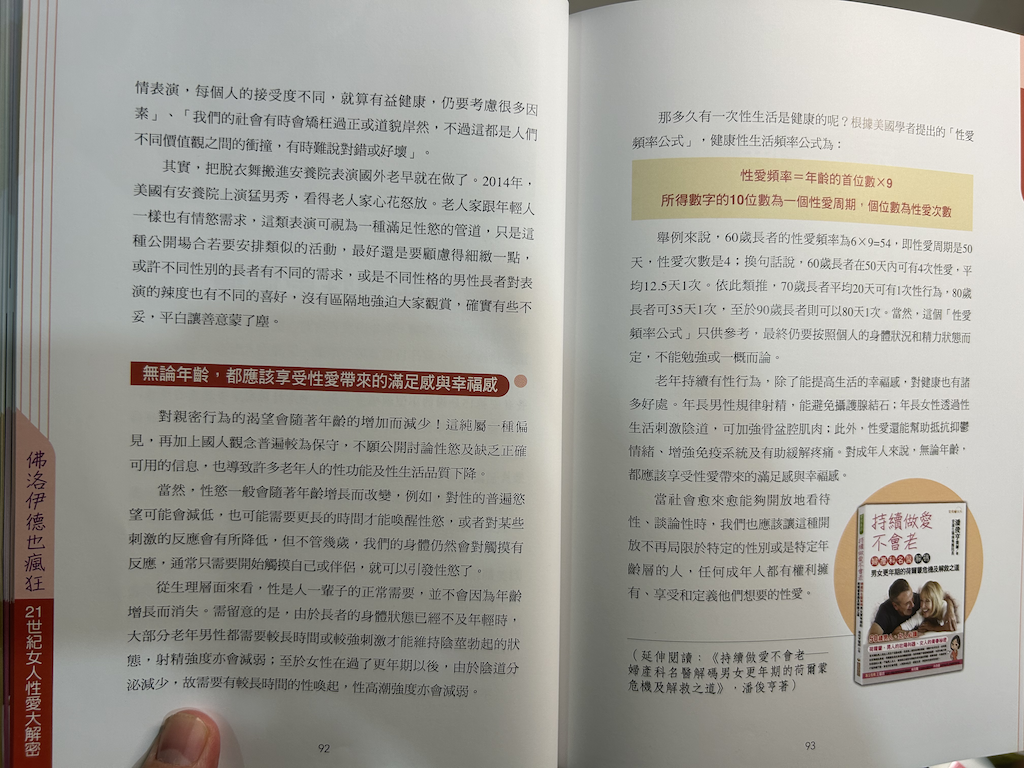 情表演，每個人的接受度不同，就算有益健康，仍要考慮很多因
素」、「我們的社會有時會矯枉過正或道貌岸然，不過這都是人們
不同價值觀之間的衝撞，有時難說對錯或好壞」。
其實，把脫衣舞搬進安養院表演國外老早就在做了。2014年，
美國有安養院上演猛男秀，看得老人家心花怒放。老人家跟年輕人
一樣也有情慾需求，這類表演可視為一種滿足性慾的管道，只是這
種公開場合若要安排類似的活動，最好還是要顧慮得細緻一點，
或許不同性別的長者有不同的需求，或是不同性格的男性長者對表
演的辣度也有不同的喜好，沒有區隔地強迫大家觀賞，確實有些不
妥，平白讓善意蒙了塵。
無論年齡，都應該享受性愛帶來的滿足感與幸福感
對親密行為的渴望會隨著年齡的增加而減少！這純屬一種偏
見，再加上國人觀念普遍較為保守，不願公開討論性慾及缺乏正確
可用的信息，也導致許多老年人的性功能及性生活品質下降。
當然，性慾一般會隨著年齡增長而改變，例如，對性的普遍慾
望可能會減低，也可能需要更長的時間才能喚醒性慾，或者對某些
刺激的反應會有所降低，但不管幾歲，我們的身體仍然會對觸摸有
反應，通常只需要開始觸摸自己或伴侶，就可以引發性慾了。
從生理層面來看，性是人一輩子的正常需要，並不會因為年齡
增長而消失。需留意的是，由於長者的身體狀態已經不及年輕時，
大部分老年男性都需要較長時間或較強刺激才能維持陰莖勃起的狀
態，射精強度亦會減弱；至於女性在過了更年期以後，由於陰道分
泌減少，故需要有較長時間的性喚起，性高潮強度亦會減弱。
92
佛洛伊德也瘋狂
21世紀女人性愛大解密
那多久有一次性生活是健康的呢？根據美國學者提出的「性愛
頻率公式」，健康性生活頻率公式為：
性愛頻率＝年齡的首位數×9
所得數字的10位數為一個性愛周期，個位數為性愛次數
舉例來說，60歲長者的性愛頻率為6×9=54，即性愛周期是50
天，性愛次數是4；換句話說，60歲長者在50天內可有4次性愛，平
均12.5天1次。依此類推，70歲長者平均20天可有1次性行為，80歲
長者可35天1次，至於90歲長者則可以80天1次。當然，這個「性愛
頻率公式」只供參考，最終仍要按照個人的身體狀況和精力狀態而
定，不能勉強或一概而論。
老年持續有性行為，除了能提高生活的幸福感，對健康也有諸
多好處。年長男性規律射精，能避免攝護腺結石；年長女性透過性
生活刺激陰道，可加強骨盆腔肌肉；此外，性愛還能幫助抵抗抑鬱
情緒、增強免疫系統及有助緩解疼痛。對成年人來說，無論年齡，
都應該享受性愛帶來的滿足感與幸福感。
當社會愈來愈能夠開放地看待
性、談論性時，我們也應該讓這種開
放不再局限於特定的性別或是特定年
齡層的人，任何成年人都有權利擁
有、享受和定義他們想要的性愛。
（延伸閱讀：《持續做愛不會老──
婦產科名醫解碼男女更年期的荷爾蒙
危機及解救之道》，潘俊亨著）
持續做愛
不會老
婦產科名醫解碼
男女更年期的荷爾蒙危機及解救之道
潘俊亨
93